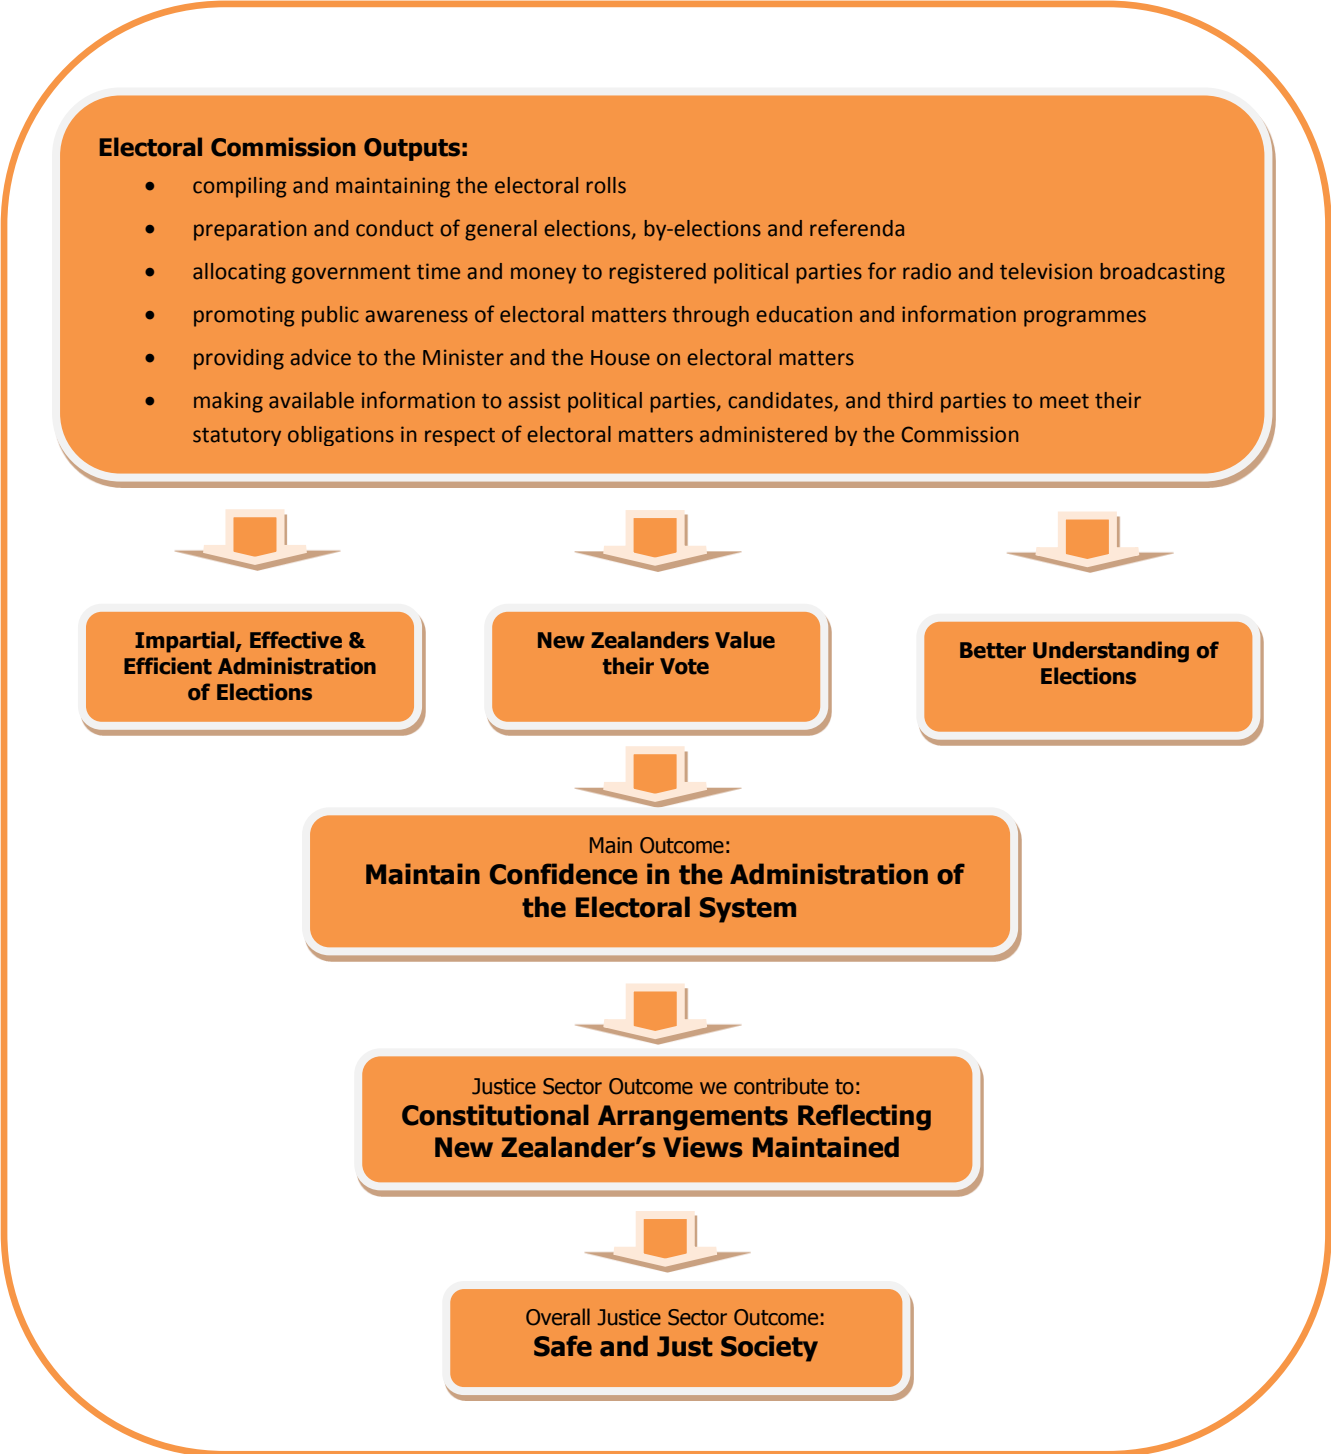 Electoral Commission Outputs:
• compiling and maintaining the electoral rolls
• preparation and conduct of general elections, by-elections and referenda
• allocating government time and money to registered political parties for radio and television broadcasting
• promoting public awareness of electoral matters through education and information programmes
• providing advice to the Minister and the House on electoral matters
• making available information to assist political parties, candidates, and third parties to meet their
statutory obligations in respect of electoral matters administered by the Commission
Impartial, Effective &
Efficient Administration
of Elections
New Zealanders Value
their Vote
Better Understanding of
Elections
Main Outcome:
Maintain Confidence in the Administration of
the Electoral System
Justice Sector Outcome we contribute to:
Constitutional Arrangements Reflecting
New Zealander’s Views Maintained
Overall Justice Sector Outcome:
Safe and Just Society